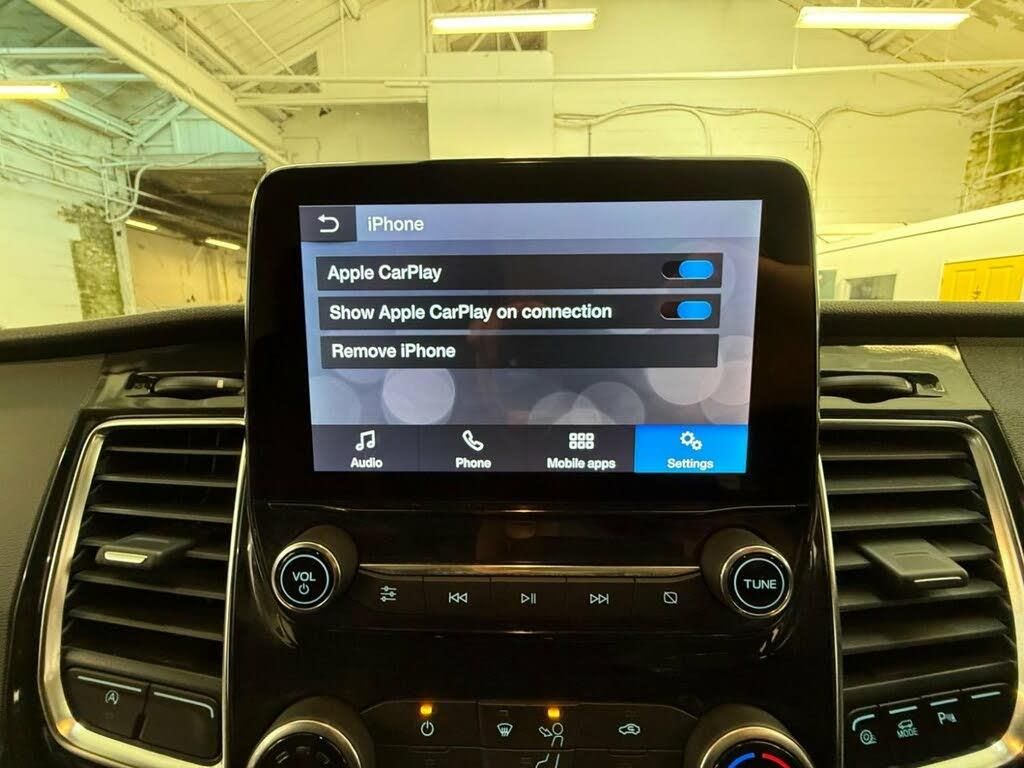 iPhone
Apple CarPlay
Show Apple CarPlay on connection
Remove iPhone
Audio
Phone
Mobile apps
Settings
VOL
TUNE
A
MODE
P